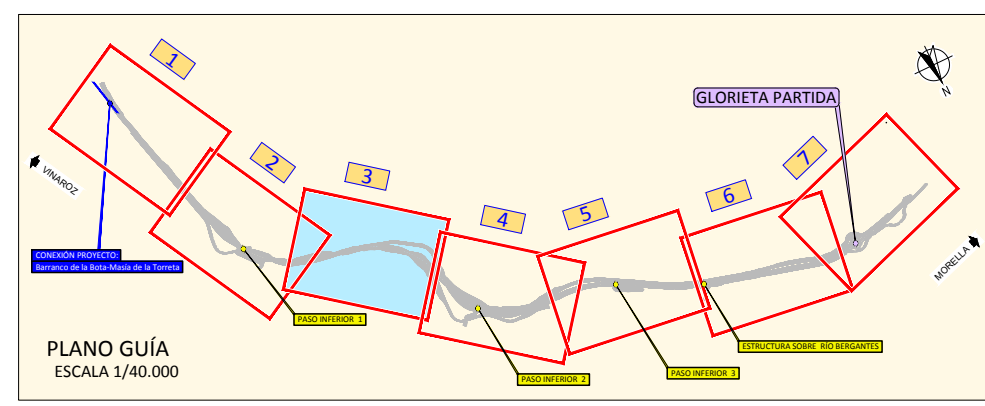 1
2
3
4
5
6
7
N
GLORIETA PARTIDA
VINAROZ
MORELLA
CONEXIÓN PROYECTO:
Barranco de la Bota-Masía de la Torreta
PASO INFERIOR 1
ESTRUCTURA SOBRE RÍO BERGANTES
PASO INFERIOR 2
PASO INFERIOR 3
PLANO GUÍA
ESCALA 1/40.000